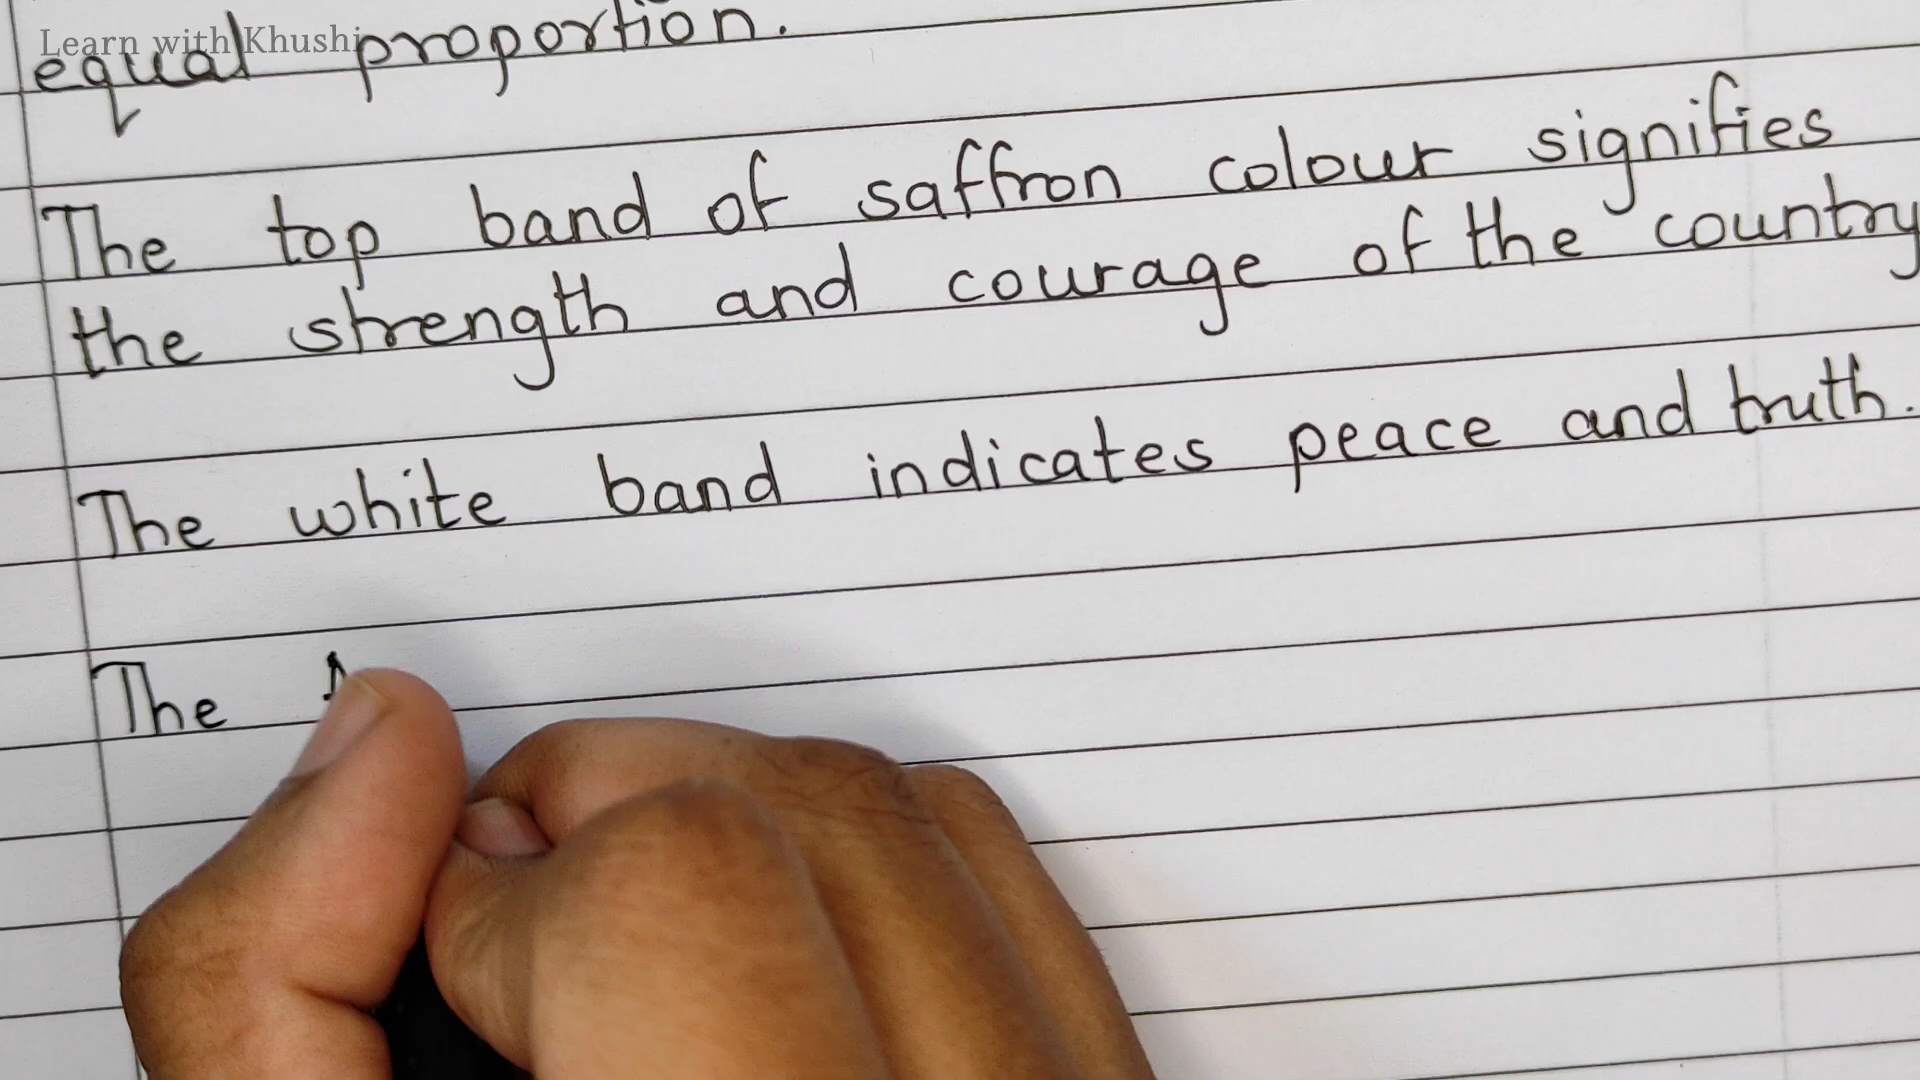 Learn with Khushi
equal proportion.
The top band of saffron colour signifies
the strength and courage of the country
The white band indicates peace and truth.
The